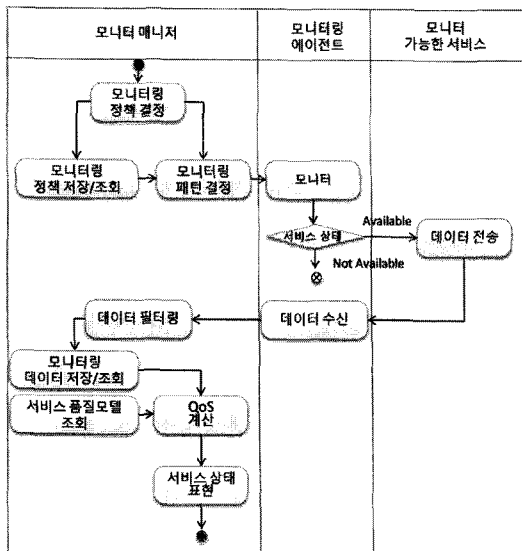 모니터 매니저
모니터링
에이전트
모니터
가능한 서비스
모니터링
정책 결정
모니터링
정책 저장/조회
모니터링
패턴 결정
모니터
서비스 상태
Available
Not Available
데이터 전송
데이터 필터링
데이터 수신
모니터링
데이터 저장/조회
서비스 품질모델
조회
QoS
계산
서비스 상태
표현